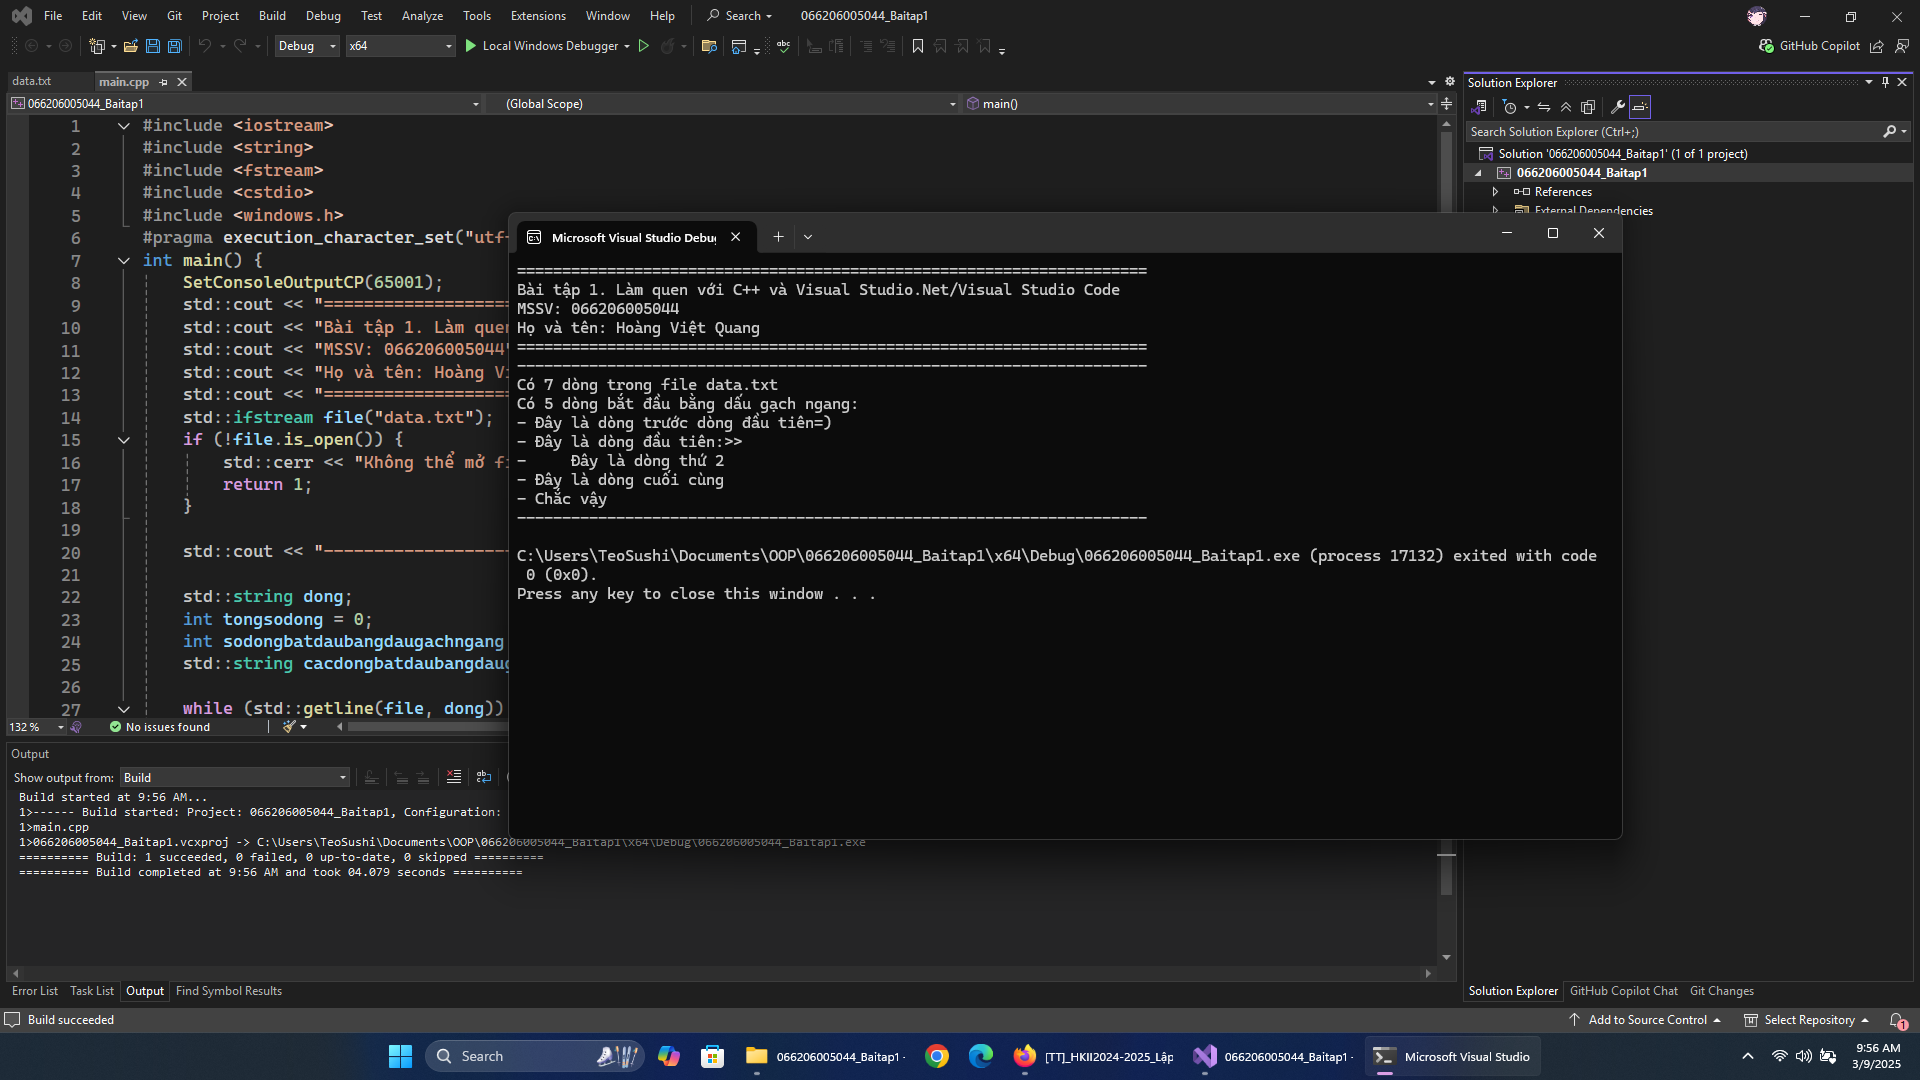 File Edit View Git Project Build Debug Test Analyze Tools Extensions Window Help Search 066206005044_Baitap1
Debug x64 Local Windows Debugger GitHub Copilot
data.txt main.cpp
066206005044_Baitap1 (Global Scope) main()
1 #include <iostream>
2 #include <string>
3 #include <fstream>
4 #include <cstdio>
5 #include <windows.h>
6 #pragma execution_character_set("utf-
7 int main() {
8 SetConsoleOutputCP(65001);
9 std::cout << "===================
10 std::cout << "Bài tập 1. Làm que
11 std::cout << "MSSV: 066206005044"
12 std::cout << "Họ và tên: Hoàng Vi
13 std::cout << "===================
14 std::ifstream file("data.txt");
15 if (!file.is_open()) {
16 std::cerr << "Không thể mở fi
17 return 1;
18 }
19
20 std::cout << "-------------------
21
22 std::string dong;
23 int tongsodong = 0;
24 int sodongbatdaubangdaugachngang
25 std::string cacdongbatdaubangdaug
26
27 while (std::getline(file, dong))
132 % No issues found
Microsoft Visual Studio Debug
======================================================================
Bài tập 1. Làm quen với C++ và Visual Studio.Net/Visual Studio Code
MSSV: 066206005044
Họ và tên: Hoàng Việt Quang
======================================================================
----------------------------------------------------------------------
Có 7 dòng trong file data.txt
Có 5 dòng bắt đầu bằng dấu gạch ngang:
- Đây là dòng trước dòng đầu tiên=)
- Đây là dòng đầu tiên:>>
-     Đây là dòng thứ 2
- Đây là dòng cuối cùng
- Chắc vậy
----------------------------------------------------------------------
C:\Users\TeoSushi\Documents\OOP\066206005044_Baitap1\x64\Debug\066206005044_Baitap1.exe (process 17132) exited with code
0 (0x0).
Press any key to close this window . . .
Solution Explorer
Search Solution Explorer (Ctrl+;)
Solution '066206005044_Baitap1' (1 of 1 project)
066206005044_Baitap1
References
External Dependencies
Output
Show output from: Build
Build started at 9:56 AM...
1>------ Build started: Project: 066206005044_Baitap1, Configuration:
1>main.cpp
1>066206005044_Baitap1.vcxproj -> C:\Users\TeoSushi\Documents\OOP\066206005044_Baitap1\x64\Debug\066206005044_Baitap1.exe
========== Build: 1 succeeded, 0 failed, 0 up-to-date, 0 skipped ==========
========== Build completed at 9:56 AM and took 04.079 seconds ==========
Error List Task List Output Find Symbol Results
Solution Explorer GitHub Copilot Chat Git Changes
Build succeeded Add to Source Control Select Repository 1
Search 066206005044_Baitap1 - [TT]_HKII2024-2025_Lập 066206005044_Baitap1 - Microsoft Visual Studio
9:56 AM
3/9/2025